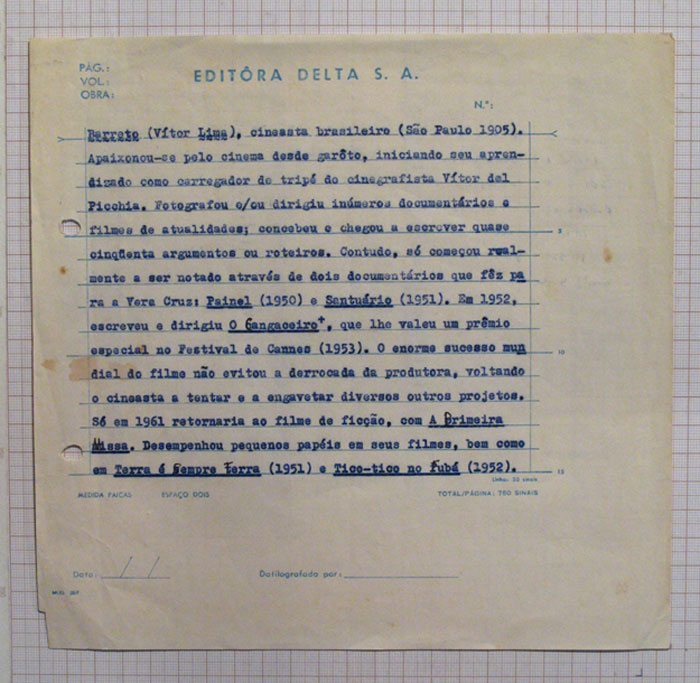 PÁG.:
VOL.:
OBRA:
EDITÔRA DELTA S. A.
N.º:
Barreto (Vítor Lima), cineasta brasileiro (São Paulo 1905).
Apaixonou-se pelo cinema desde garôto, iniciando seu apren-
dizado como carregador de tripé do cinegrafista Vítor del
Picchia. Fotografou e/ou dirigiu inúmeros documentários e
filmes de atualidades; concebeu e chegou a escrever quase
5
cinqüenta argumentos ou roteiros. Contudo, só começou real-
mente a ser notado através de dois documentários que fêz pa
ra a Vera Cruz: Painel (1950) e Santuário (1951). Em 1952,
escreveu e dirigiu O Cangaceiro+, que lhe valeu um prêmio
especial no Festival de Cannes (1953). O enorme sucesso mun
10
dial do filme não evitou a derrocada da produtora, voltando
o cineasta a tentar e a engavetar diversos outros projetos.
Só em 1961 retornaria ao filme de ficção, com A Primeira
Missa. Desempenhou pequenos papéis em seus filmes, bem como
em Terra é Sempre Terra (1951) e Tico-tico no Fubá (1952).
15
Linha: 50 sinais
MEDIDA FAICAS ESPAÇO DOIS TOTAL/PÁGINA: 750 SINAIS
Data: / / Datilografado por: